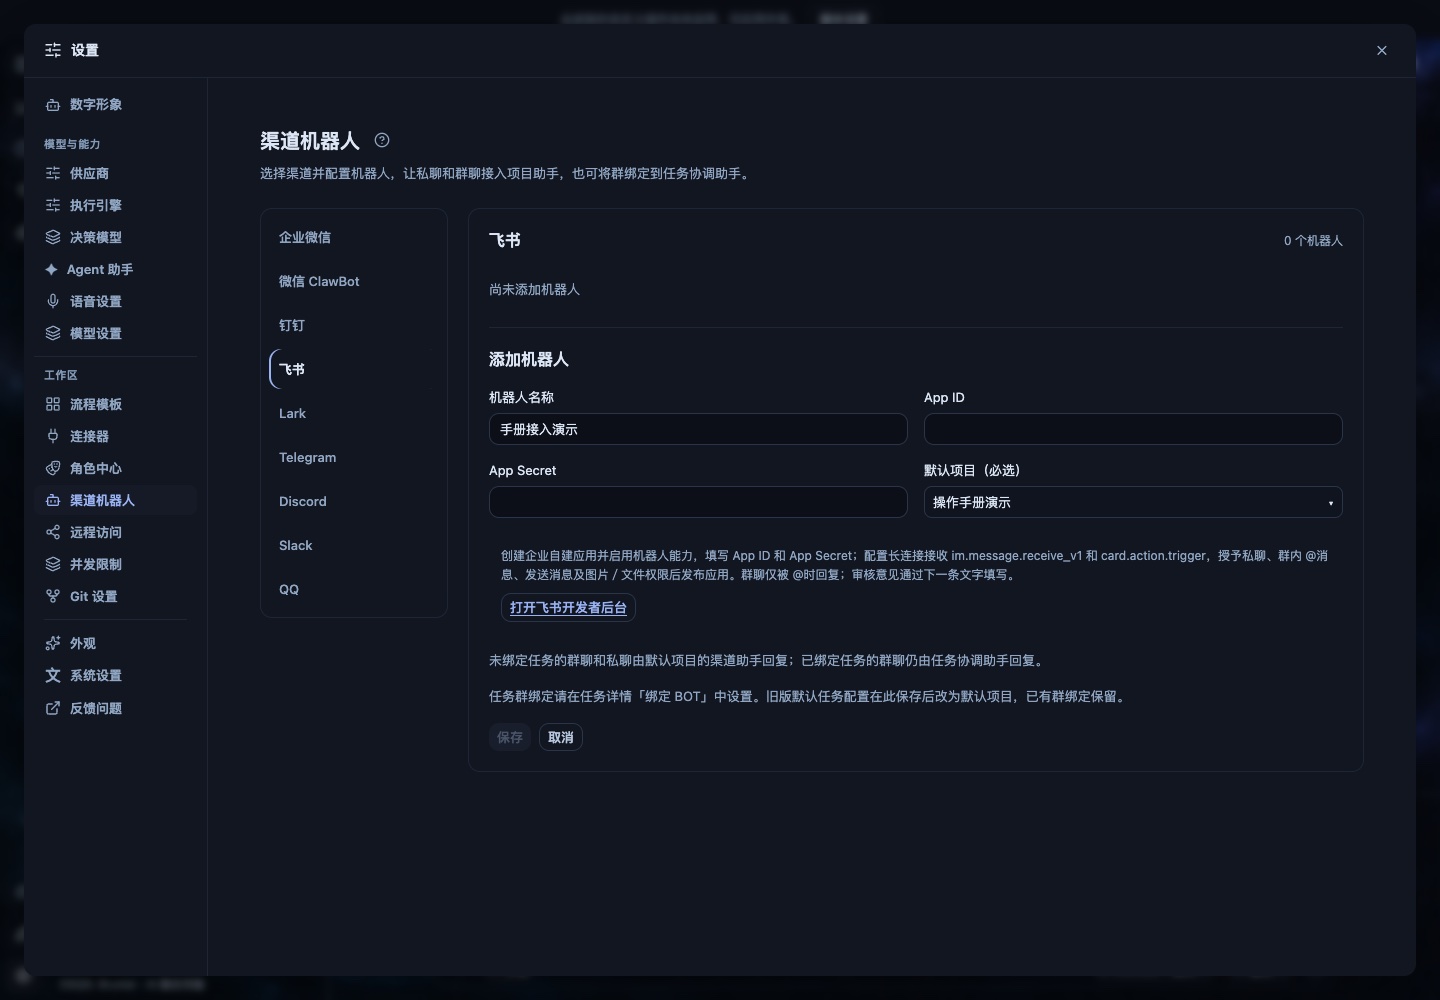 设置
数字形象
模型与能力
供应商
执行引擎
决策模型
Agent 助手
语音设置
模型设置
工作区
流程模板
连接器
角色中心
渠道机器人
远程访问
并发限制
Git 设置
外观
系统设置
反馈问题
渠道机器人
选择渠道并配置机器人，让私聊和群聊接入项目助手，也可将群绑定到任务协调助手。
企业微信
微信 ClawBot
钉钉
飞书
Lark
Telegram
Discord
Slack
QQ
飞书
0 个机器人
尚未添加机器人
添加机器人
机器人名称
App ID
手册接入演示
App Secret
默认项目（必选）
操作手册演示
创建企业自建应用并启用机器人能力，填写 App ID 和 App Secret；配置长连接接收 im.message.receive_v1 和 card.action.trigger，授予私聊、群内 @消
息、发送消息及图片 / 文件权限后发布应用。群聊仅被 @时回复；审核意见通过下一条文字填写。
打开飞书开发者后台
未绑定任务的群聊和私聊由默认项目的渠道助手回复；已绑定任务的群聊仍由任务协调助手回复。
任务群绑定请在任务详情「绑定 BOT」中设置。旧版默认任务配置在此保存后改为默认项目，已有群绑定保留。
保存
取消